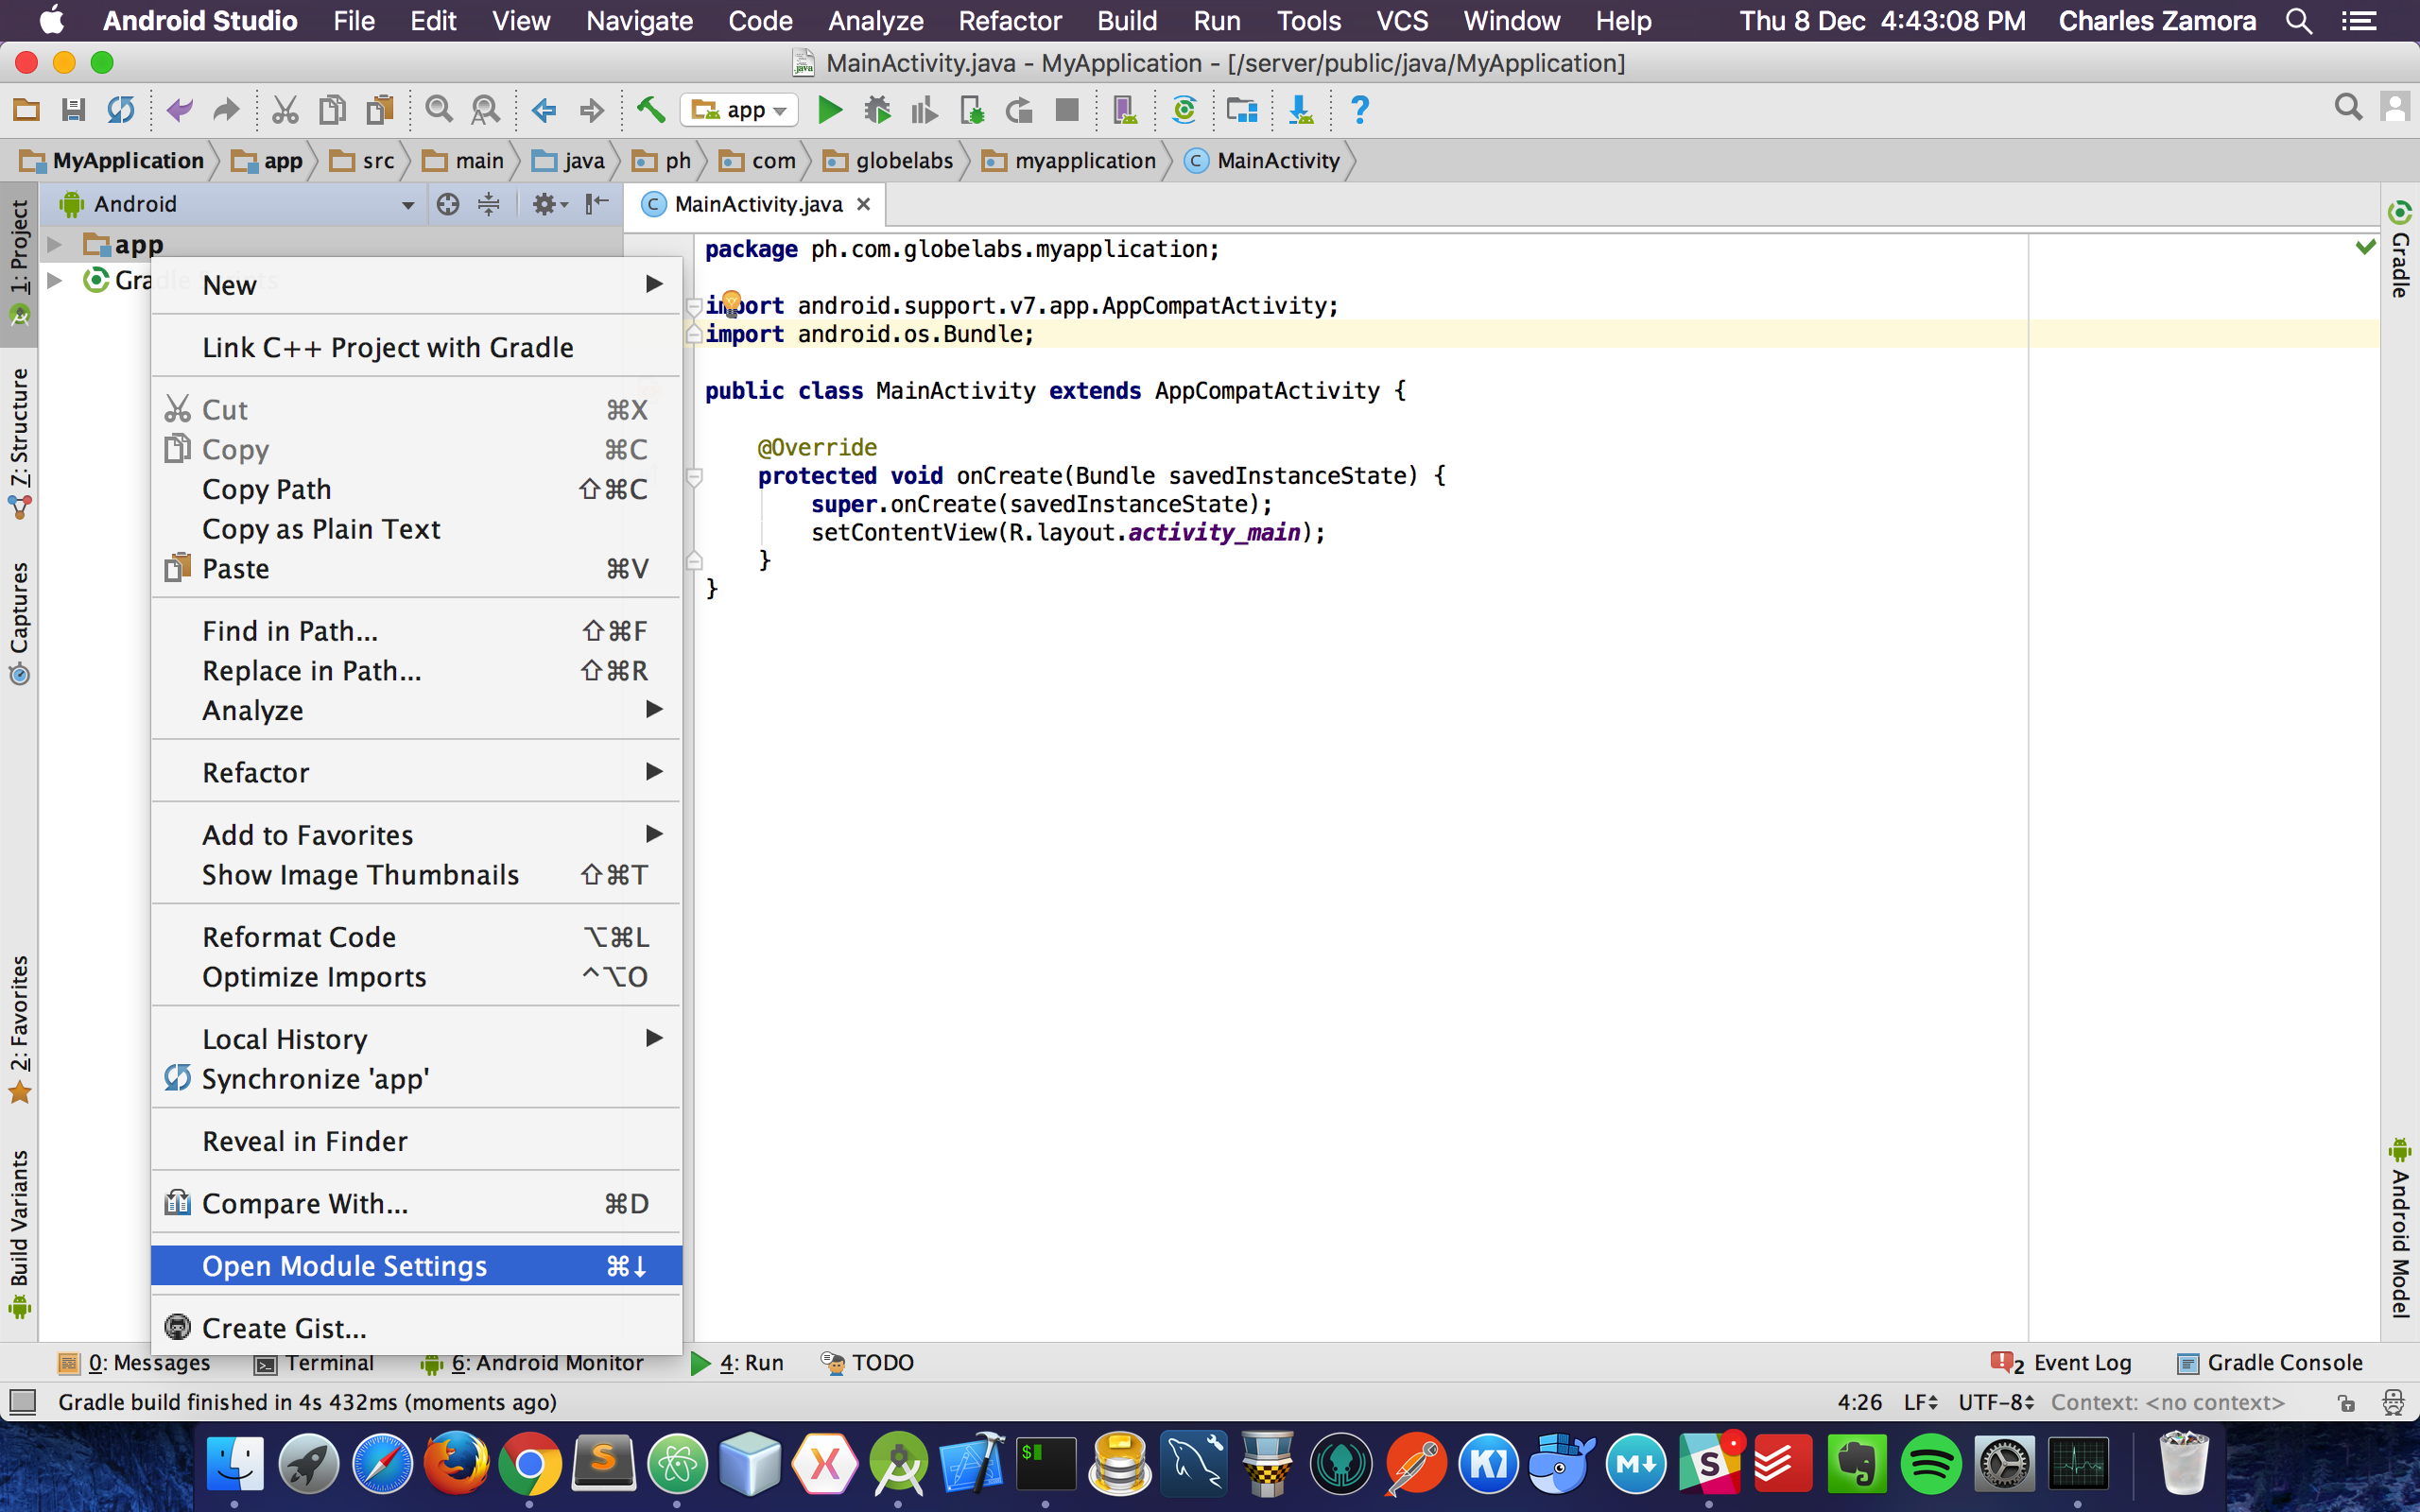 Android Studio File Edit View Navigate Code Analyze Refactor Build Run Tools VCS Window Help Thu 8 Dec 4:43:08 PM Charles Zamora
MainActivity.java - MyApplication - [/server/public/java/MyApplication]
app
MyApplication app src main java ph com globelabs myapplication MainActivity
Android
MainActivity.java
app
Gra
1: Project
7: Structure
Captures
2: Favorites
Build Variants
New
Link C++ Project with Gradle
Cut ⌘X
Copy ⌘C
Copy Path ⇧⌘C
Copy as Plain Text
Paste ⌘V
Find in Path... ⇧⌘F
Replace in Path... ⇧⌘R
Analyze
Refactor
Add to Favorites
Show Image Thumbnails ⇧⌘T
Reformat Code ⌥⌘L
Optimize Imports ^⌥O
Local History
Synchronize 'app'
Reveal in Finder
Compare With... ⌘D
Open Module Settings ⌘↓
Create Gist...
package ph.com.globelabs.myapplication;
import android.support.v7.app.AppCompatActivity;
import android.os.Bundle;
public class MainActivity extends AppCompatActivity {
@Override
protected void onCreate(Bundle savedInstanceState) {
super.onCreate(savedInstanceState);
setContentView(R.layout.activity_main);
}
}
Gradle
Android Model
0: Messages Terminal 6: Android Monitor 4: Run TODO 2 Event Log Gradle Console
Gradle build finished in 4s 432ms (moments ago) 4:26 LF UTF-8 Context: <no context>